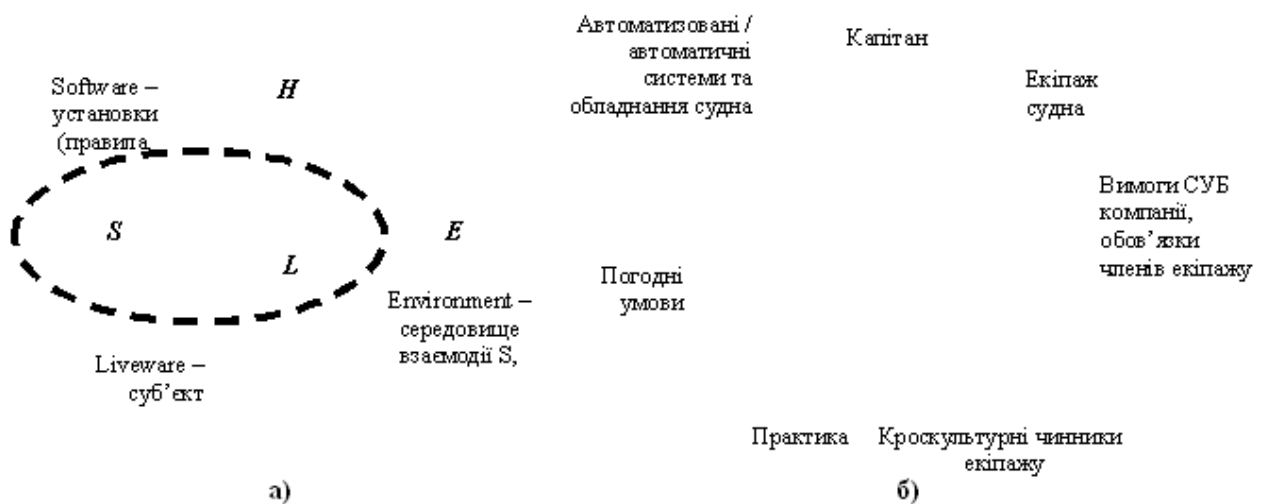 Software –
установки
(правила,
H
S
L
E
Environment –
середовище
взаємодії S,
Liveware –
суб’єкт
а)
Автоматизовані /
автоматичні
системи та
обладнання судна
Капітан
Екіпаж
судна
Вимоги СУБ
компанії,
обов’язки
членів екіпажу
Погодні
умови
Практика
Кроскультурні чинники
екіпажу
б)